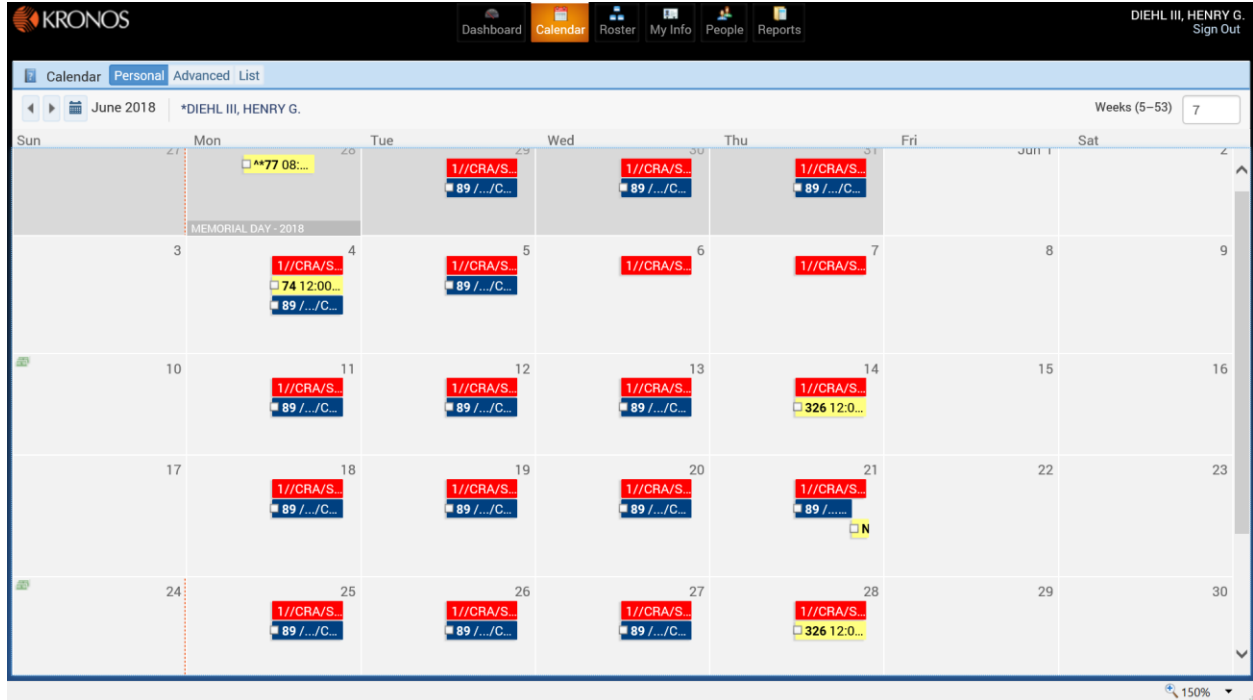 KRONOS
Dashboard Calendar Roster My Info People Reports
DIEHL III, HENRY G.
Sign Out
Calendar Personal Advanced List
June 2018 *DIEHL III, HENRY G. Weeks (5–53) 7
Sun Mon Tue Wed Thu Fri Sat
27 28 29 30 31 Jun 1 2
^*77 08:... 1//CRA/S... 1//CRA/S... 1//CRA/S...
89 /.../C... 89 /.../C... 89 /.../C...
MEMORIAL DAY - 2018
3 4 5 6 7 8 9
1//CRA/S... 1//CRA/S... 1//CRA/S... 1//CRA/S...
74 12:00... 89 /.../C...
89 /.../C...
10 11 12 13 14 15 16
1//CRA/S... 1//CRA/S... 1//CRA/S... 1//CRA/S...
89 /.../C... 89 /.../C... 89 /.../C... 326 12:0...
17 18 19 20 21 22 23
1//CRA/S... 1//CRA/S... 1//CRA/S... 1//CRA/S...
89 /.../C... 89 /.../C... 89 /.../C... 89 /......
N
24 25 26 27 28 29 30
1//CRA/S... 1//CRA/S... 1//CRA/S... 1//CRA/S...
89 /.../C... 89 /.../C... 89 /.../C... 326 12:0...
150%